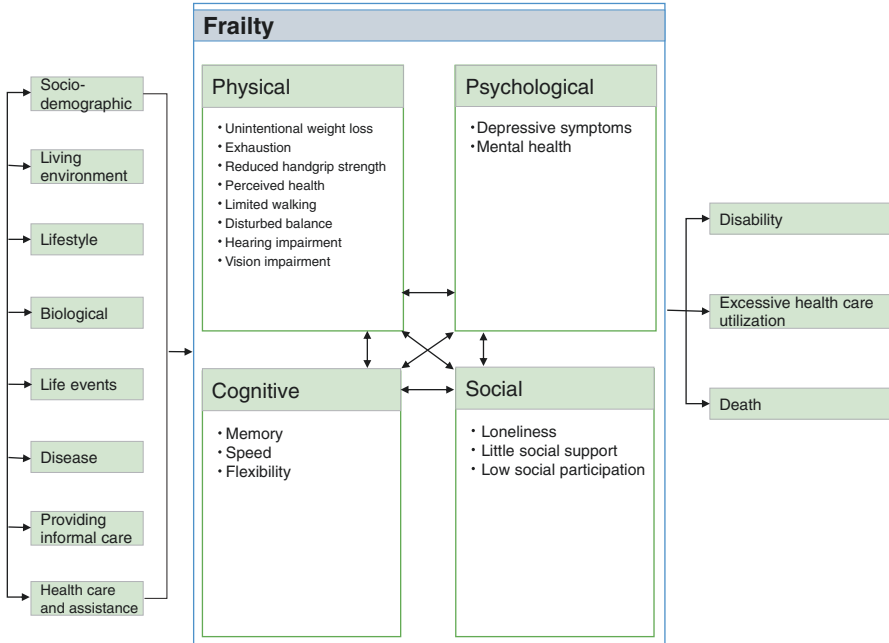 Frailty
Socio-
demographic
Living
environment
Lifestyle
Biological
Life events
Disease
Providing
informal care
Health care
and assistance
Physical
• Unintentional weight loss
• Exhaustion
• Reduced handgrip strength
• Perceived health
• Limited walking
• Disturbed balance
• Hearing impairment
• Vision impairment
Psychological
• Depressive symptoms
• Mental health
Cognitive
• Memory
• Speed
• Flexibility
Social
• Loneliness
• Little social support
• Low social participation
Disability
Excessive health care
utilization
Death